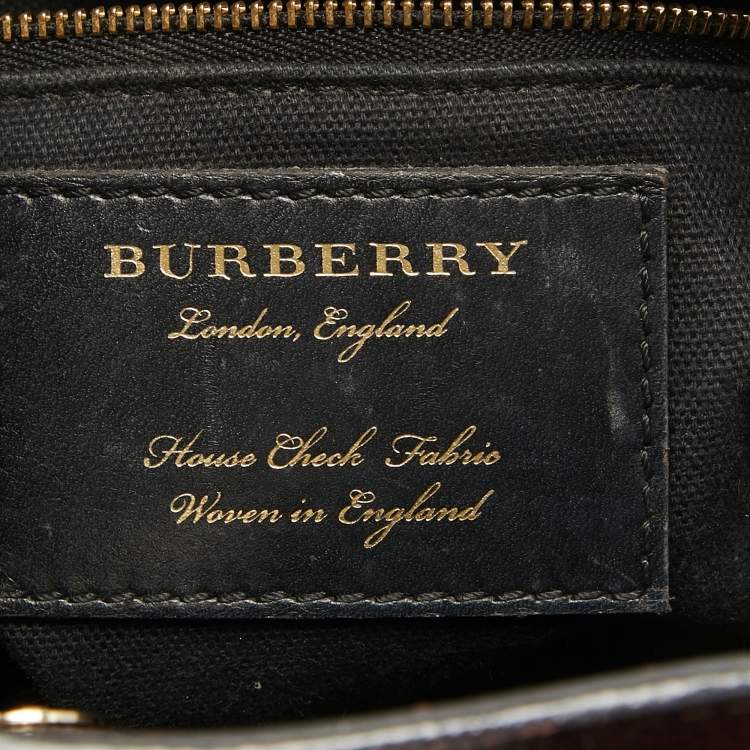 BURBERRY
London, England
House Check Fabric
Woven in England